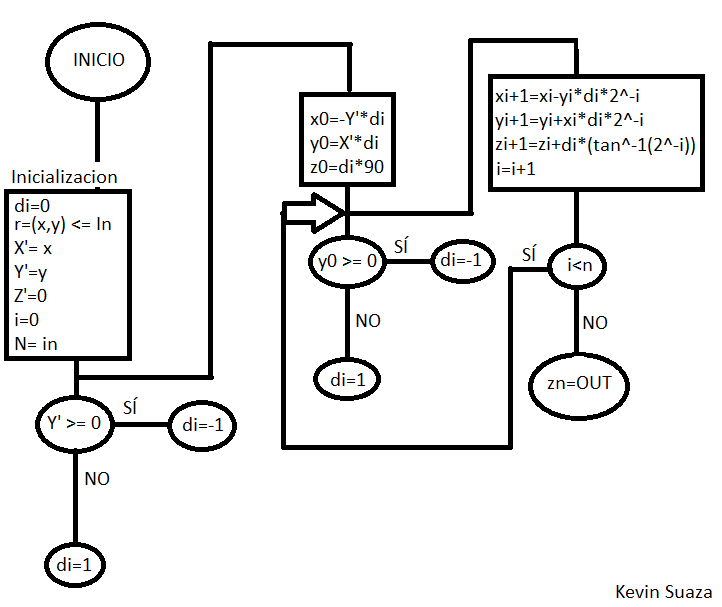 INICIO
Inicializacion
di=0
r=(x,y) <= In
X'= x
Y'=y
Z'=0
i=0
N= in
Y' >= 0
SÍ
di=-1
NO
di=1
x0=-Y'*di
y0=X'*di
z0=di*90
y0 >= 0
SÍ
di=-1
NO
di=1
xi+1=xi-yi*di*2^-i
yi+1=yi+xi*di*2^-i
zi+1=zi+di*(tan^-1(2^-i))
i=i+1
i<n
SÍ
NO
zn=OUT
Kevin Suaza